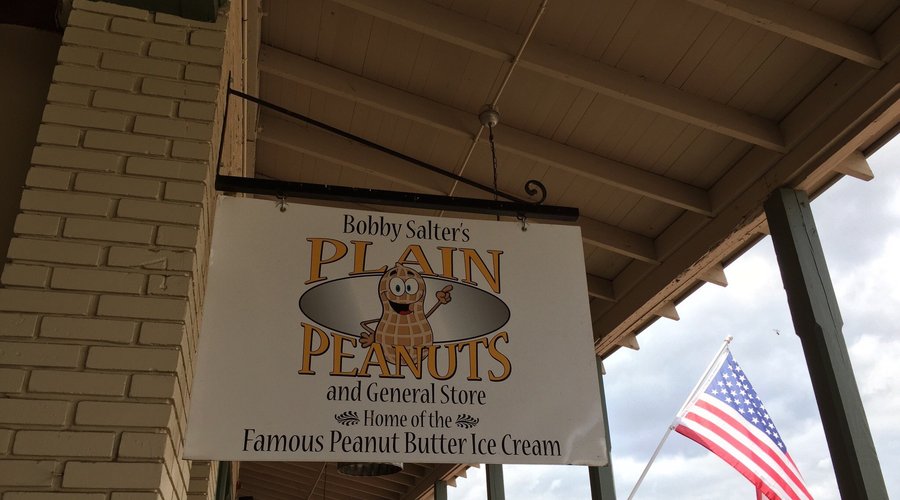 Bobby Salter's
PLAIN
PEANUTS
and General Store
Home of the
Famous Peanut Butter Ice Cream